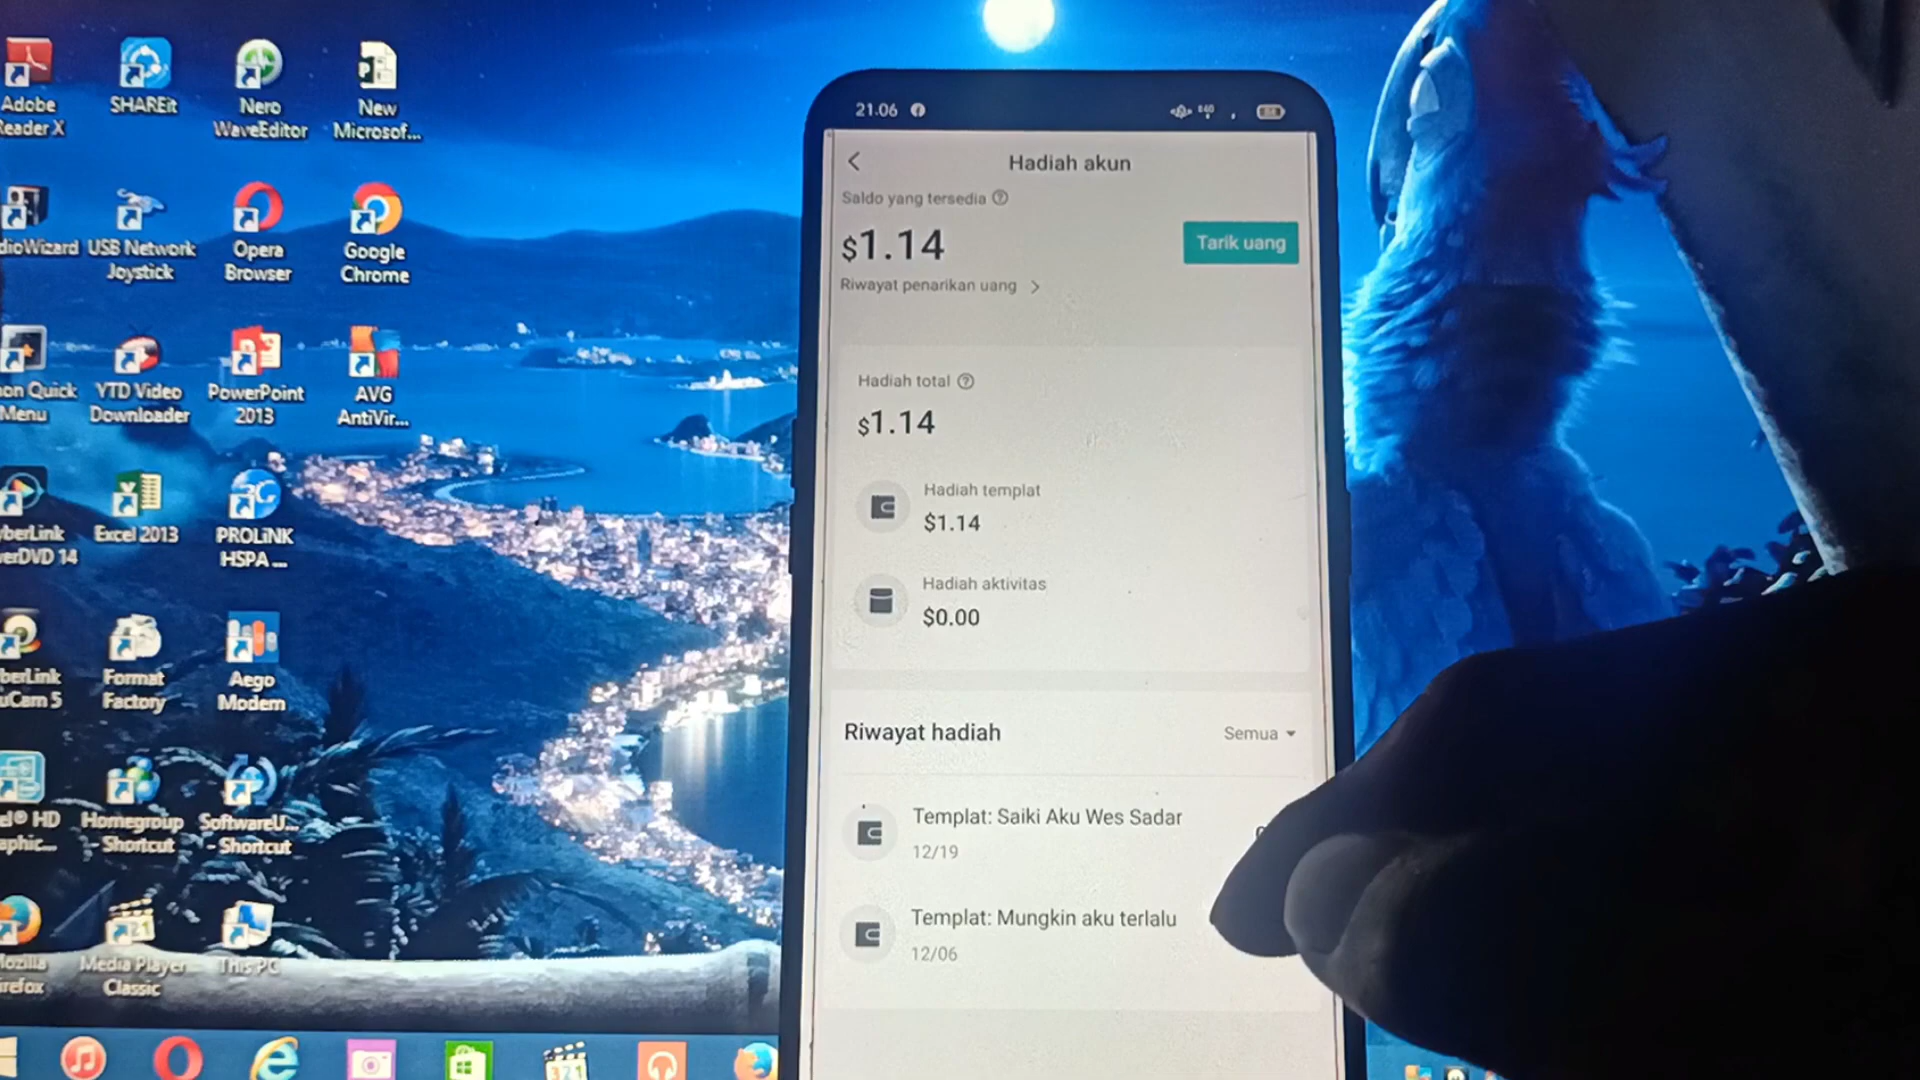 Adobe
Reader X
SHAREit
Nero
WaveEditor
New
Microsof...
USB Network
Joystick
Opera
Browser
Google
Chrome
Quick
Menu
YTD Video
Downloader
PowerPoint
2013
AVG
AntiVir...
Excel 2013
PROLiNK
HSPA ...
Format
Factory
Aego
Modem
HD
Homegroup
- Shortcut
SoftwareU...
- Shortcut
Media Player
Classic
This PC
321
21.06
Hadiah akun
Saldo yang tersedia
$1.14
Tarik uang
Riwayat penarikan uang
Hadiah total
$1.14
Hadiah templat
$1.14
Hadiah aktivitas
$0.00
Riwayat hadiah
Semua
Templat: Saiki Aku Wes Sadar
12/19
Templat: Mungkin aku terlalu
12/06